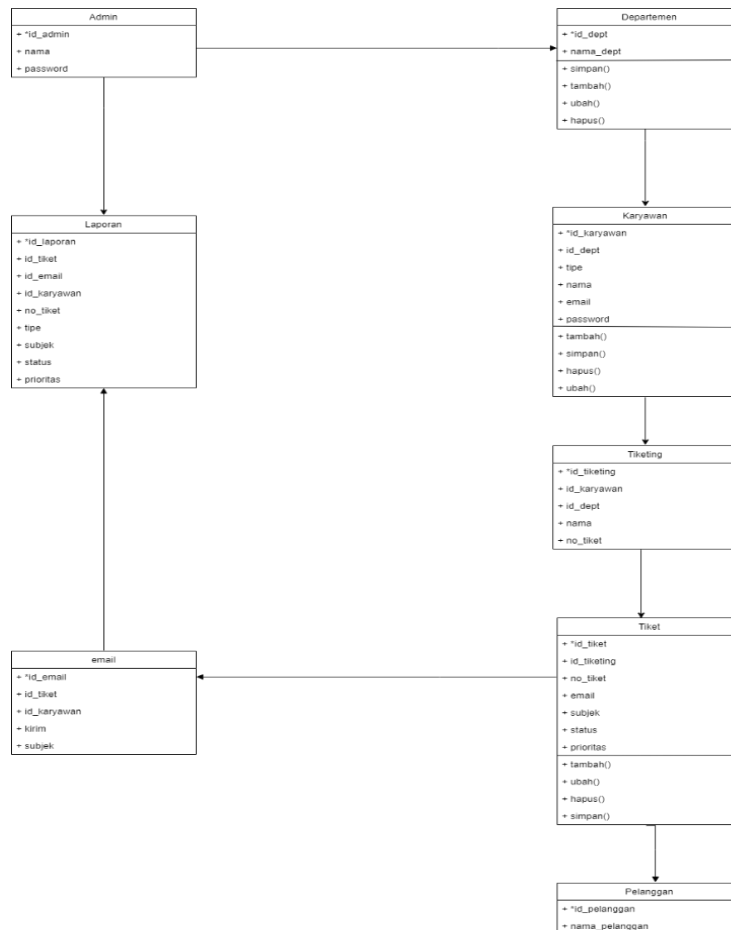 Admin
+ *id_admin
+ nama
+ password
Departemen
+ *id_dept
+ nama_dept
+ simpan()
+ tambah()
+ ubah()
+ hapus()
Laporan
+ *id_laporan
+ id_tiket
+ id_email
+ id_karyawan
+ no_tiket
+ tipe
+ subjek
+ status
+ prioritas
Karyawan
+ *id_karyawan
+ id_dept
+ tipe
+ nama
+ email
+ password
+ tambah()
+ simpan()
+ hapus()
+ ubah()
Tiketing
+ *id_tiketing
+ id_karyawan
+ id_dept
+ nama
+ no_tiket
email
+ *id_email
+ id_tiket
+ id_karyawan
+ kirim
+ subjek
Tiket
+ *id_tiket
+ id_tiketing
+ no_tiket
+ email
+ subjek
+ status
+ prioritas
+ tambah()
+ ubah()
+ hapus()
+ simpan()
Pelanggan
+ *id_pelanggan
+ nama_pelanggan